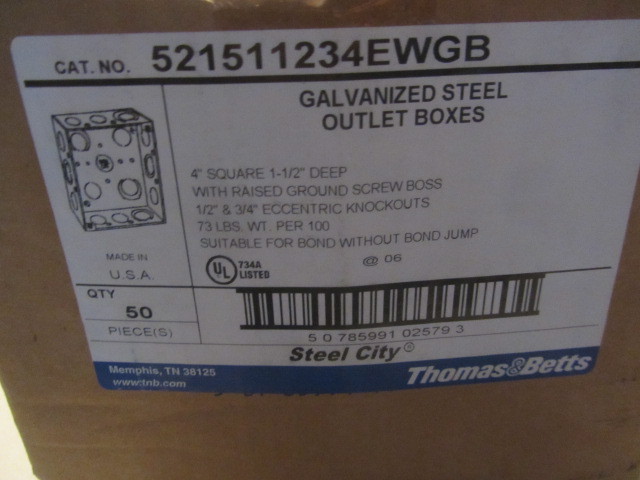 CAT. NO. 521511234EWGB
GALVANIZED STEEL
OUTLET BOXES
4" SQUARE 1-1/2" DEEP
WITH RAISED GROUND SCREW BOSS
1/2" & 3/4" ECCENTRIC KNOCKOUTS
73 LBS. WT. PER 100
SUITABLE FOR BOND WITHOUT BOND JUMP
MADE IN
U.S.A.
UL 734A
LISTED
@ 06
QTY
50
PIECE(S)
5 0 785991 02579 3
Steel City®
Memphis, TN 38125
www.tnb.com
Thomas&Betts